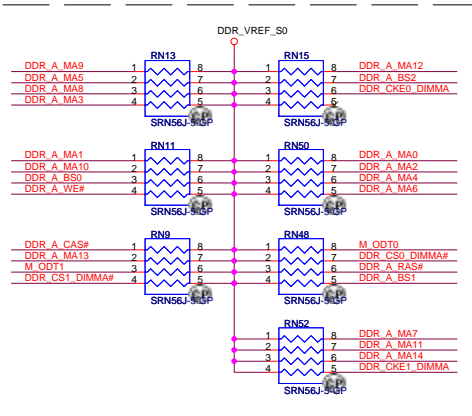 DDR_VREF_S0
RN13
DDR_A_MA9 1 8
DDR_A_MA5 2 7
DDR_A_MA8 3 6
DDR_A_MA3 4 5
SRN56J-5-GP
RN15
1 8 DDR_A_MA12
2 7 DDR_A_BS2
3 6 DDR_CKE0_DIMMA
4 5
SRN56J-5-GP
RN11
DDR_A_MA1 1 8
DDR_A_MA10 2 7
DDR_A_BS0 3 6
DDR_A_WE# 4 5
SRN56J-5-GP
RN50
1 8 DDR_A_MA0
2 7 DDR_A_MA2
3 6 DDR_A_MA4
4 5 DDR_A_MA6
SRN56J-5-GP
RN9
DDR_A_CAS# 1 8
DDR_A_MA13 2 7
M_ODT1 3 6
DDR_CS1_DIMMA# 4 5
SRN56J-5-GP
RN48
1 8 M_ODT0
2 7 DDR_CS0_DIMMA#
3 6 DDR_A_RAS#
4 5 DDR_A_BS1
SRN56J-5-GP
RN52
1 8 DDR_A_MA7
2 7 DDR_A_MA11
3 6 DDR_A_MA14
4 5 DDR_CKE1_DIMMA
SRN56J-5-GP